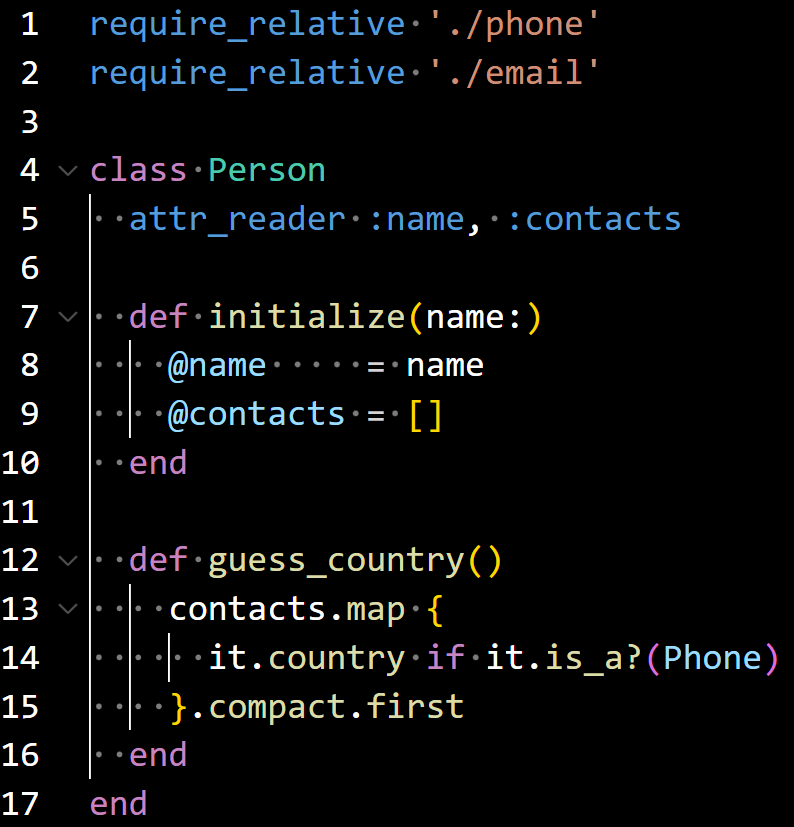 1 require_relative './phone'
2 require_relative './email'
3
4 class Person
5   attr_reader :name, :contacts
6
7   def initialize(name:)
8     @name     = name
9     @contacts = []
10   end
11
12   def guess_country()
13     contacts.map {
14       it.country if it.is_a?(Phone)
15     }.compact.first
16   end
17 end